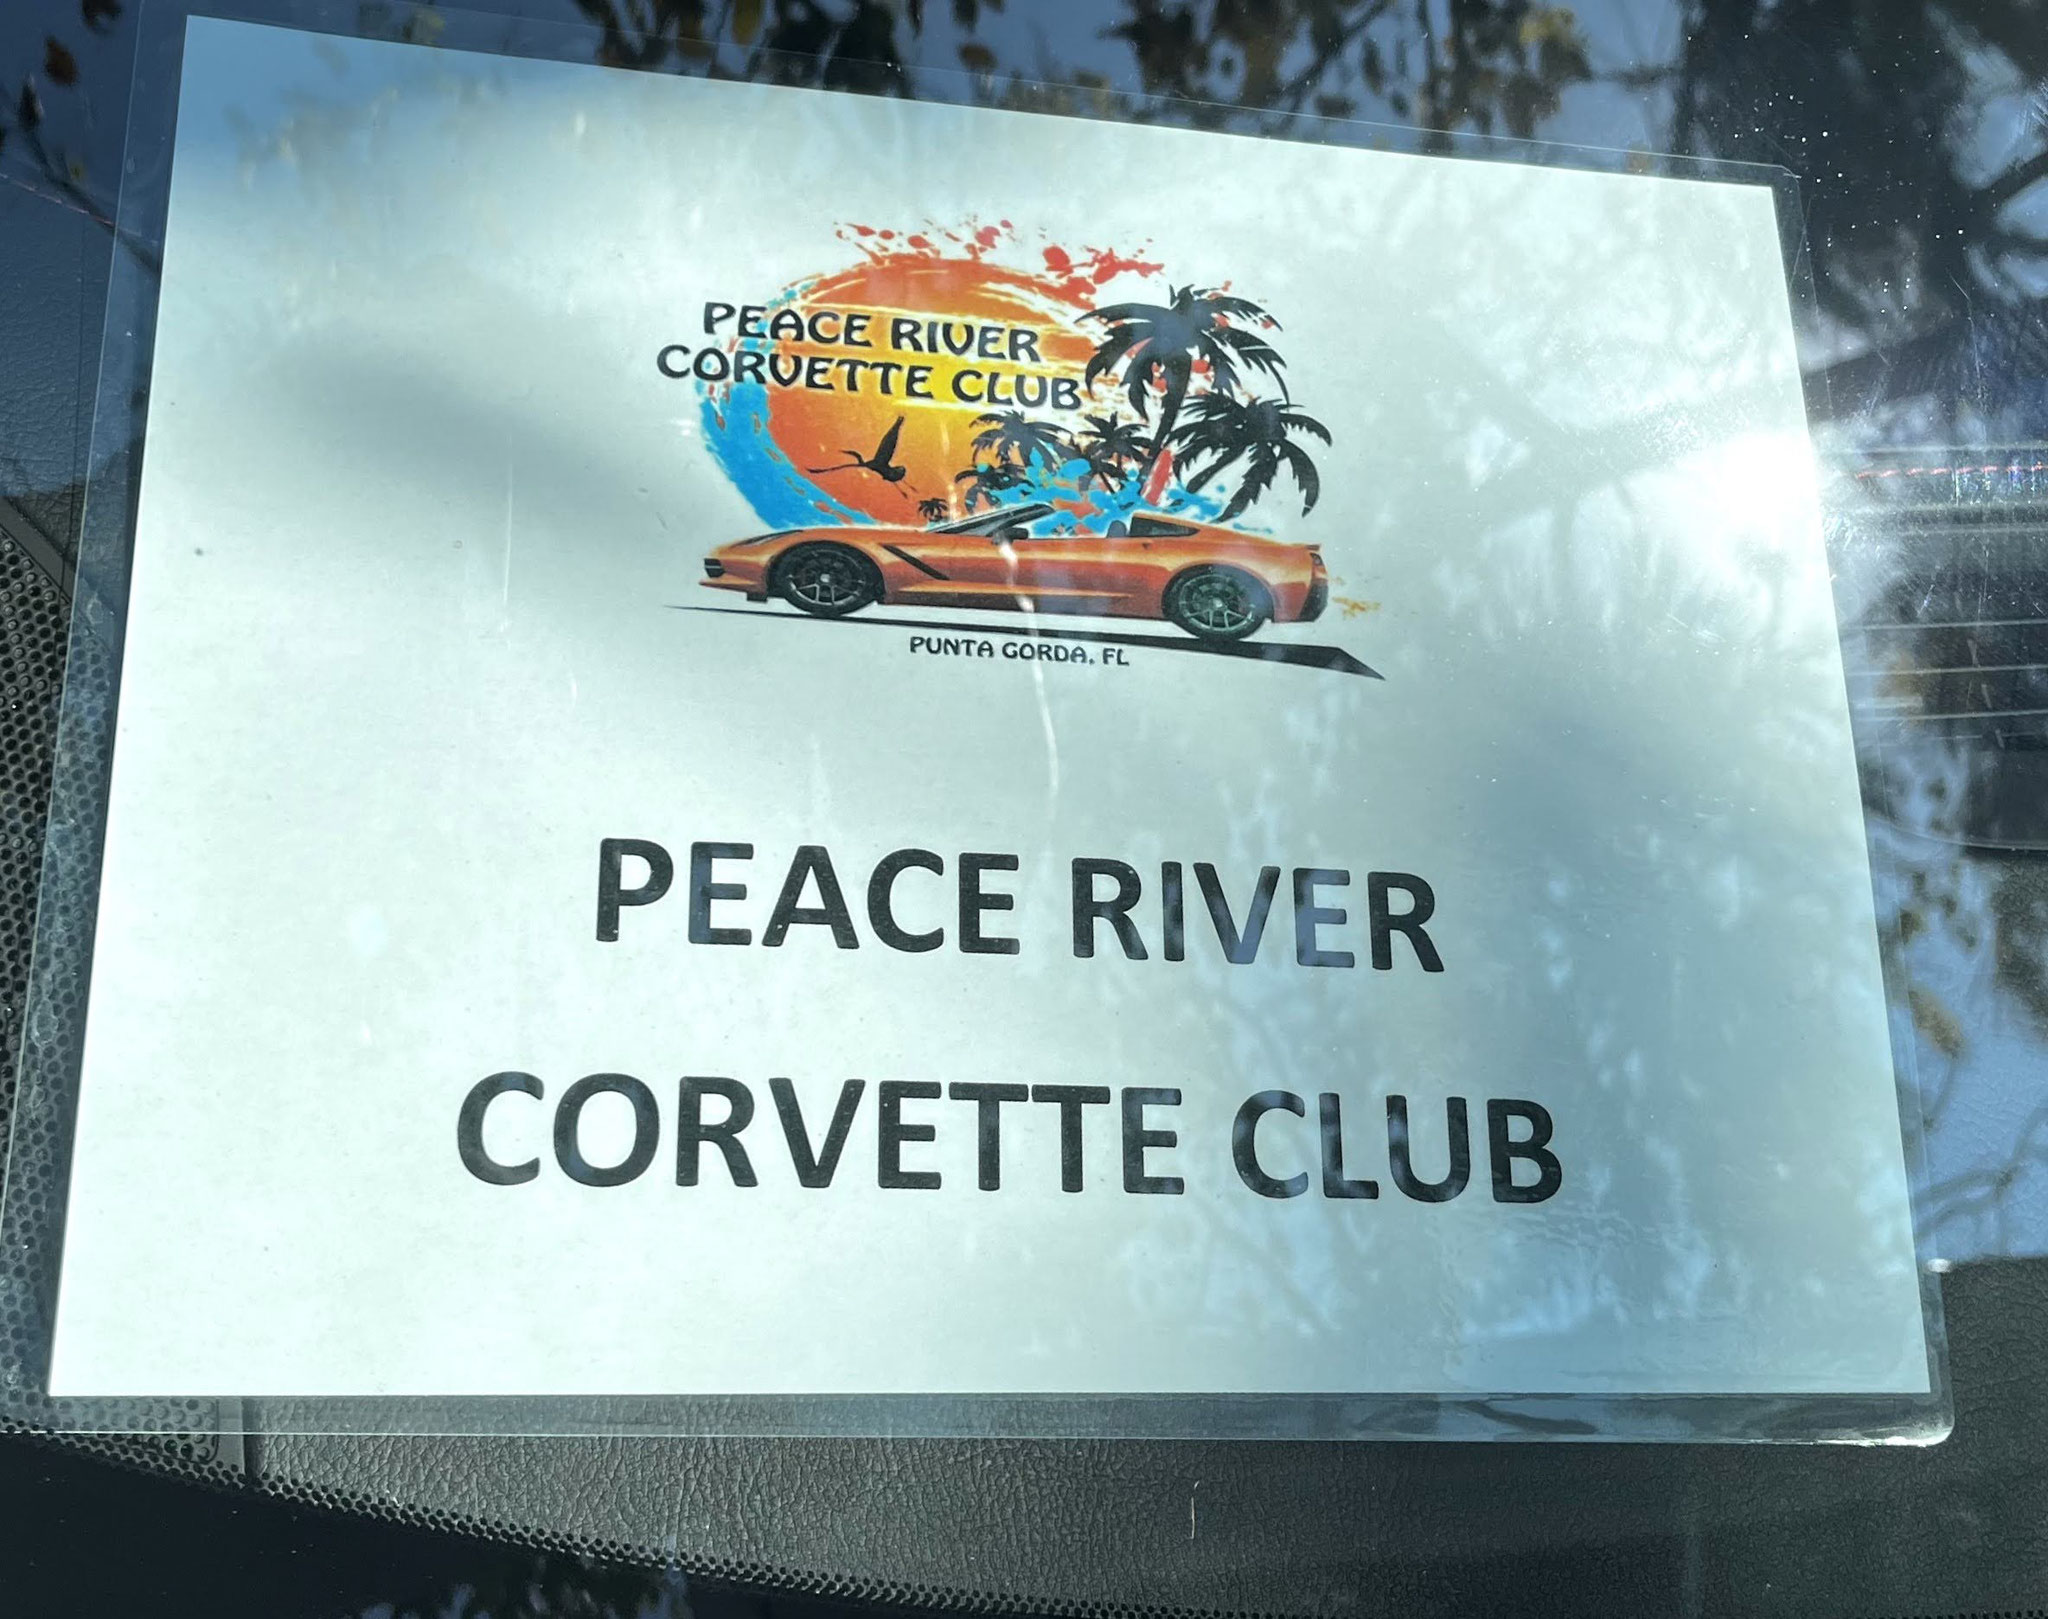 PEACE RIVER
CORVETTE CLUB
PUNTA GORDA, FL
PEACE RIVER
CORVETTE CLUB